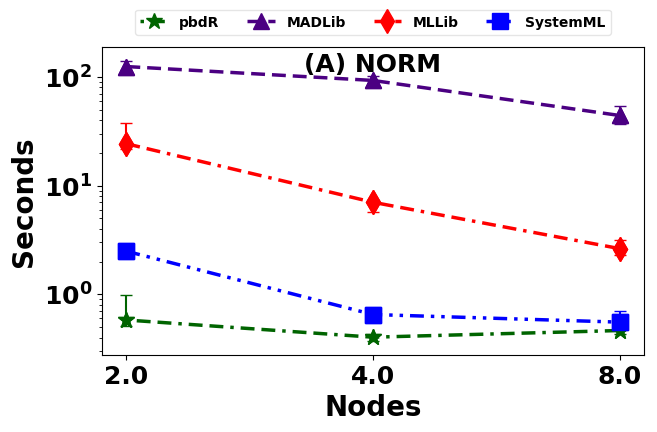 pbdR MADLib MLLib SystemML
(A) NORM
Seconds
10²
10¹
10⁰
2.0 4.0 8.0
Nodes